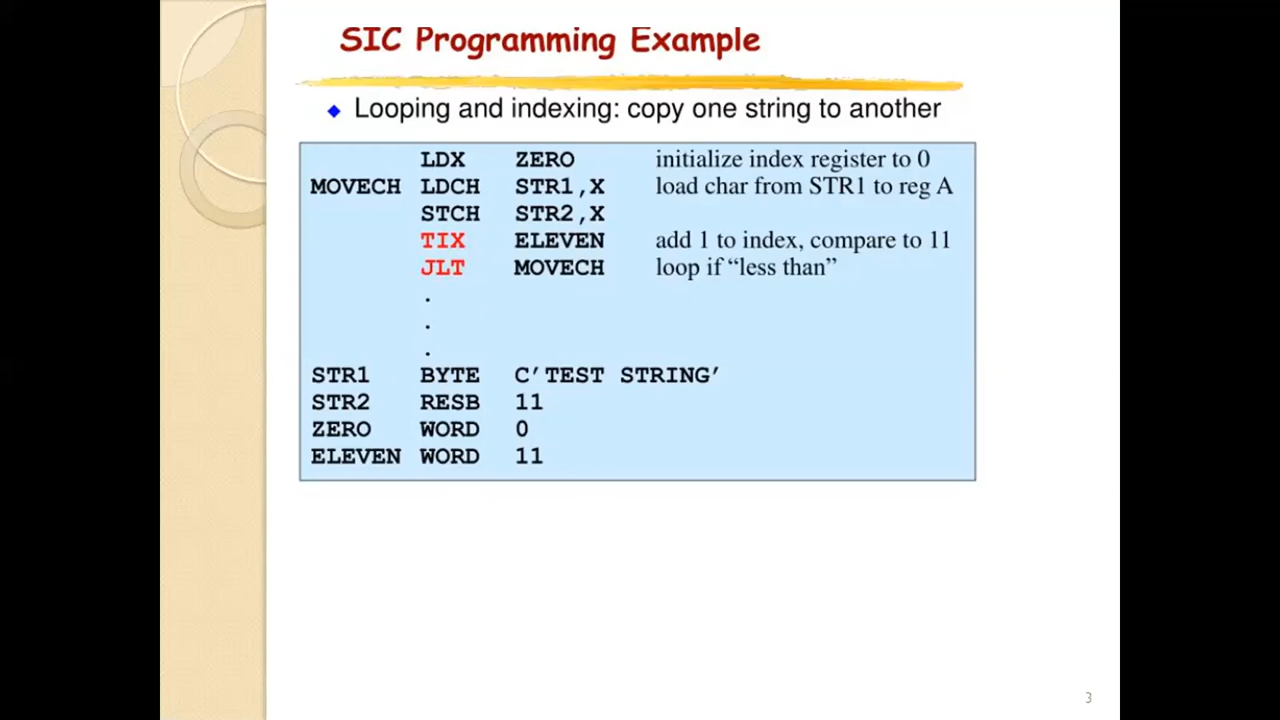 SIC Programming Example
◆ Looping and indexing: copy one string to another
LDX ZERO initialize index register to 0
MOVECH LDCH STR1,X load char from STR1 to reg A
STCH STR2,X
TIX ELEVEN add 1 to index, compare to 11
JLT MOVECH loop if “less than”
.
.
.
STR1 BYTE C’TEST STRING’
STR2 RESB 11
ZERO WORD 0
ELEVEN WORD 11
3